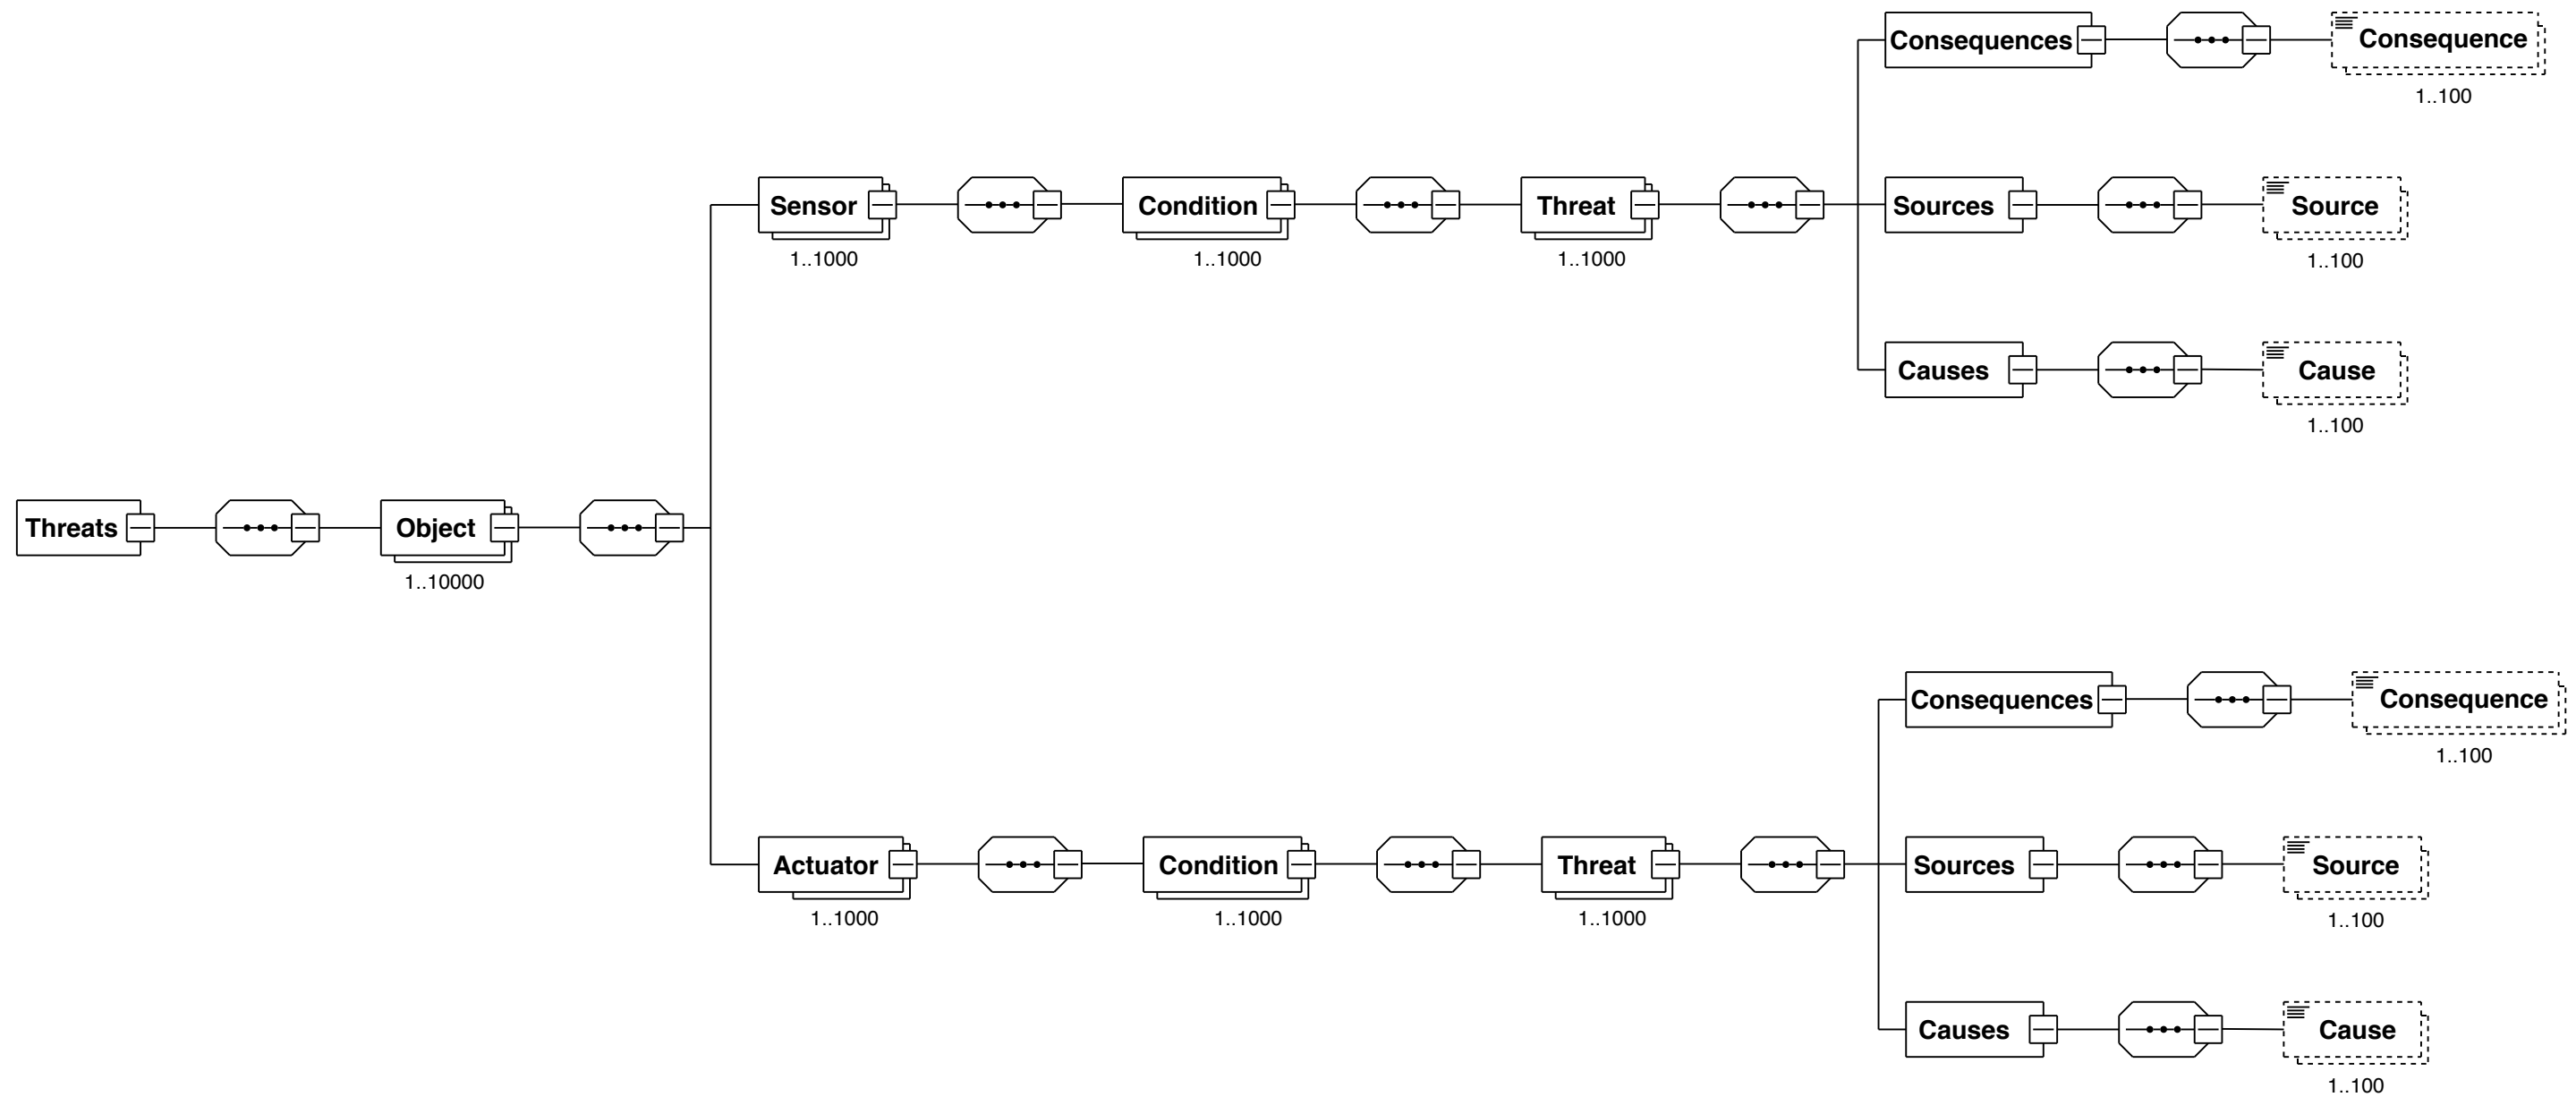 Consequences
Consequence
1..100
Sensor
Condition
Threat
Sources
Source
1..1000
1..1000
1..1000
1..100
Causes
Cause
1..100
Threats
Object
1..10000
Consequences
Consequence
1..100
Actuator
Condition
Threat
Sources
Source
1..1000
1..1000
1..1000
1..100
Causes
Cause
1..100